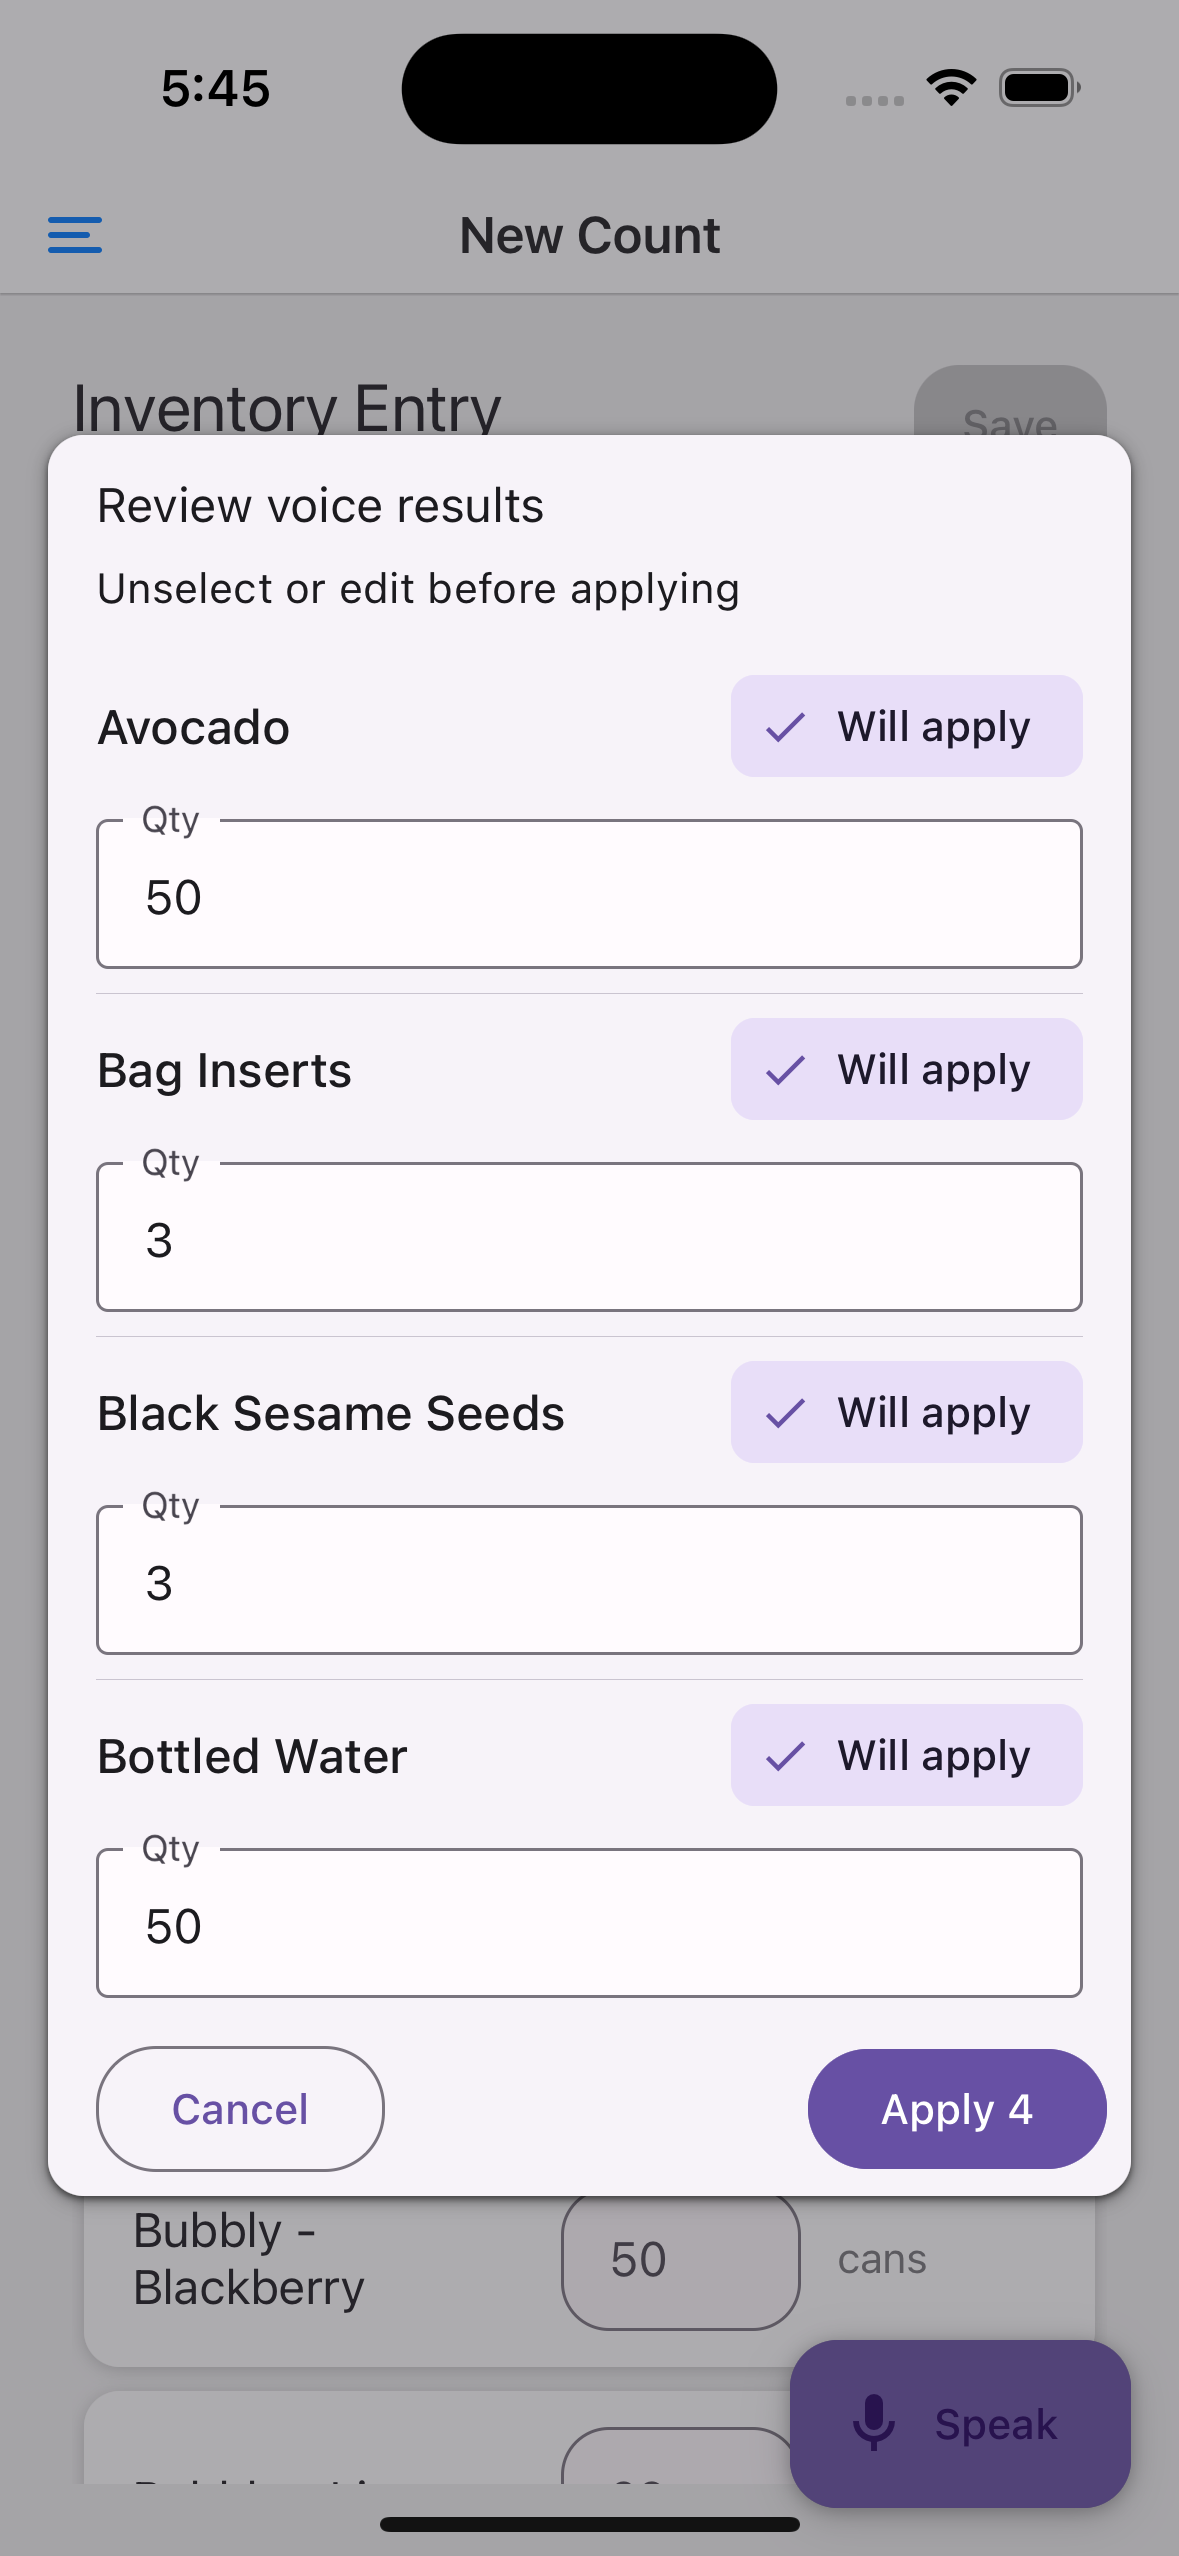 5:45
New Count
Inventory Entry
Save
Review voice results
Unselect or edit before applying
Avocado
Will apply
Qty
50
Bag Inserts
Will apply
Qty
3
Black Sesame Seeds
Will apply
Qty
3
Bottled Water
Will apply
Qty
50
Cancel
Apply 4
Bubbly -
Blackberry
50
cans
Speak